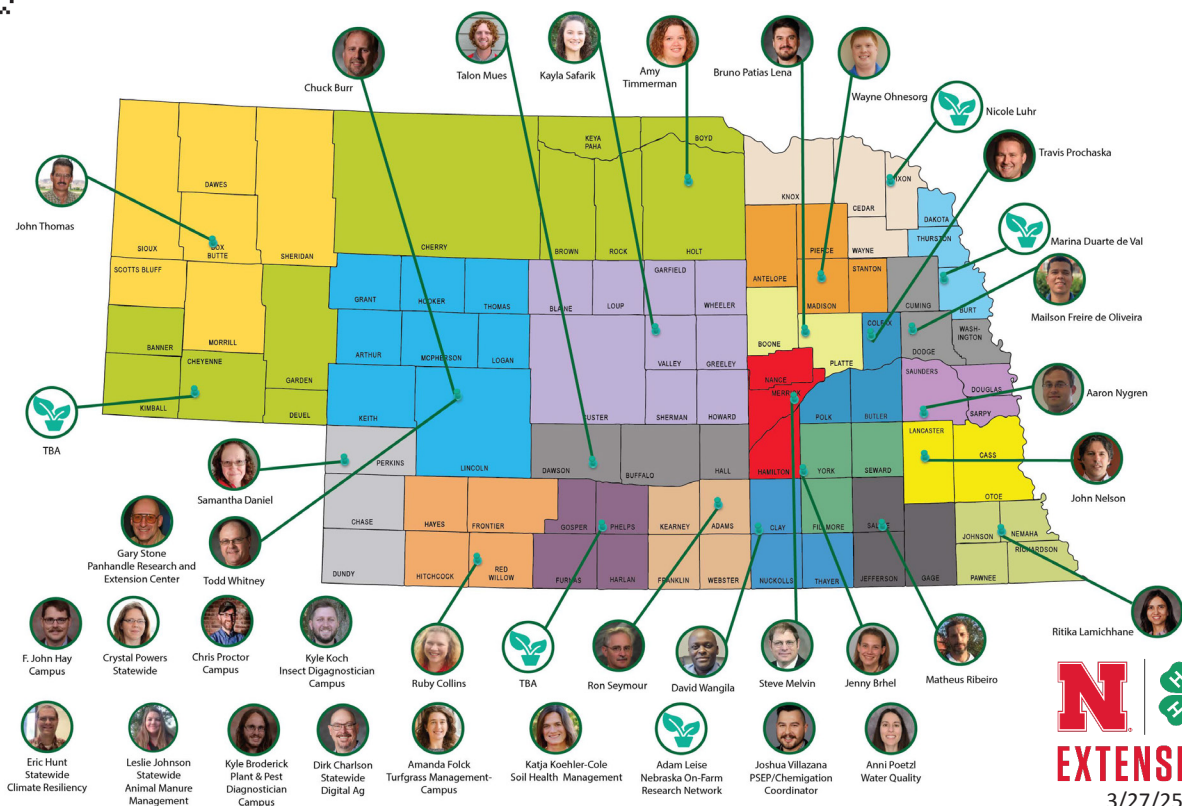 Chuck Burr
Talon Mues
Kayla Safarik
Amy
Timmerman
Bruno Patias Lena
Wayne Ohnesorg
Nicole Luhr
Travis Prochaska
Marina Duarte de Val
Mailson Freire de Oliveira
Aaron Nygren
John Nelson
Ritika Lamichhane
John Thomas
TBA
Samantha Daniel
Gary Stone
Panhandle Research and
Extension Center
Todd Whitney
SIOUX
DAWES
BOX
BUTTE
SHERIDAN
SCOTTS BLUFF
BANNER
MORRILL
CHEYENNE
KIMBALL
GARDEN
DEUEL
CHERRY
KEYA
PAHA
BOYD
BROWN
ROCK
HOLT
KNOX
CEDAR
DIXON
DAKOTA
THURSTON
PIERCE
WAYNE
ANTELOPE
MADISON
STANTON
CUMING
BURT
GRANT
HOOKER
THOMAS
BLAINE
LOUP
GARFIELD
WHEELER
ARTHUR
MCPHERSON
LOGAN
VALLEY
GREELEY
BOONE
PLATTE
COLFAX
DODGE
WASH-
INGTON
NANCE
MERRICK
POLK
BUTLER
SAUNDERS
DOUGLAS
SARPY
KEITH
LINCOLN
CUSTER
SHERMAN
HOWARD
PERKINS
DAWSON
BUFFALO
HALL
HAMILTON
YORK
SEWARD
LANCASTER
CASS
OTOE
CHASE
HAYES
FRONTIER
GOSPER
PHELPS
KEARNEY
ADAMS
CLAY
FILLMORE
SALINE
JOHNSON
NEMAHA
DUNDY
HITCHCOCK
RED
WILLOW
FURNAS
HARLAN
FRANKLIN
WEBSTER
NUCKOLLS
THAYER
JEFFERSON
GAGE
PAWNEE
RICHARDSON
F. John Hay
Campus
Crystal Powers
Statewide
Chris Proctor
Campus
Kyle Koch
Insect Digagnostician
Campus
Ruby Collins
TBA
Ron Seymour
David Wangila
Steve Melvin
Jenny Brhel
Matheus Ribeiro
Eric Hunt
Statewide
Climate Resiliency
Leslie Johnson
Statewide
Animal Manure
Management
Kyle Broderick
Plant & Pest
Diagnostician
Campus
Dirk Charlson
Statewide
Digital Ag
Amanda Folck
Turfgrass Management-
Campus
Katja Koehler-Cole
Soil Health Management
Adam Leise
Nebraska On-Farm
Research Network
Joshua Villazana
PSEP/Chemigation
Coordinator
Anni Poetzl
Water Quality
N
H
H
EXTENS
3/27/25